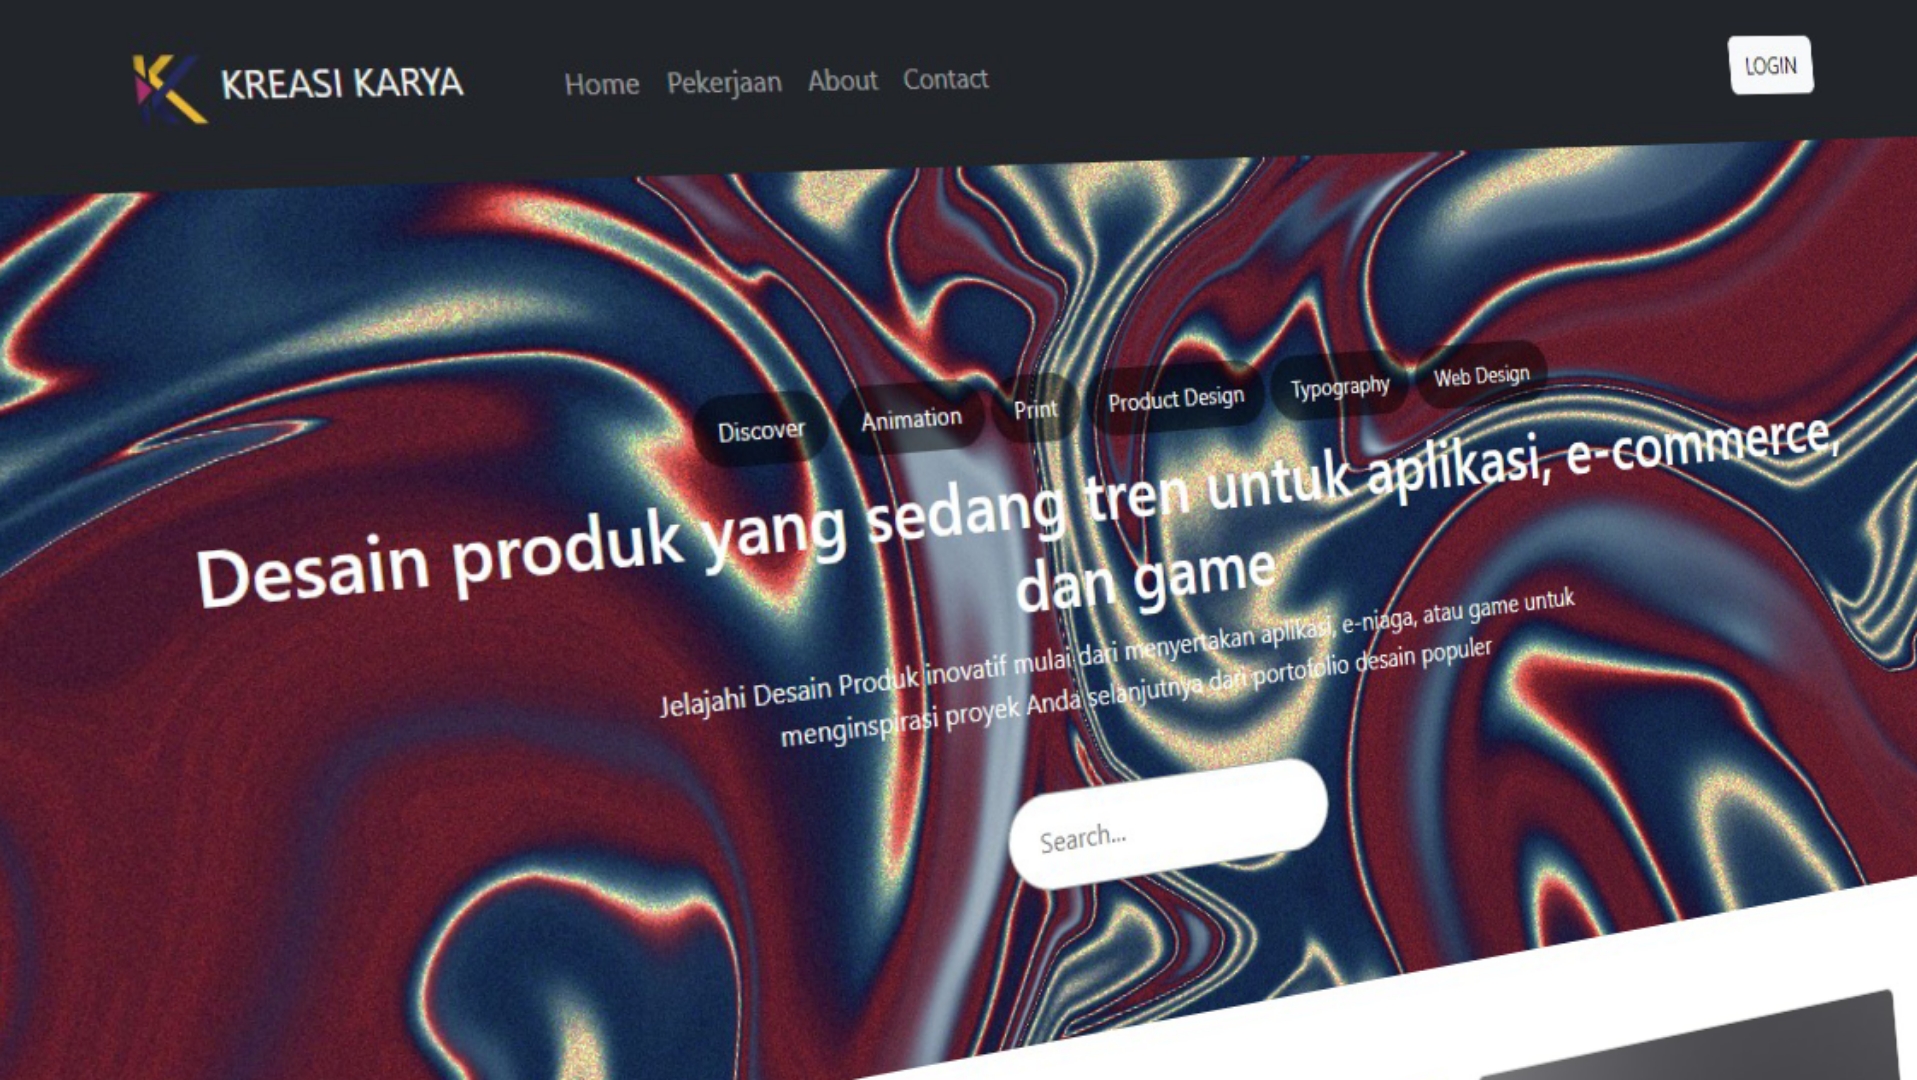 KREASI KARYA
Home Pekerjaan About Contact
LOGIN
Discover Animation Print Product Design Typography Web Design
Desain produk yang sedang tren untuk aplikasi, e-commerce,
dan game
Jelajahi Desain Produk inovatif mulai dari menyertakan aplikasi, e-niaga, atau game untuk
menginspirasi proyek Anda selanjutnya dari portofolio desain populer
Search...